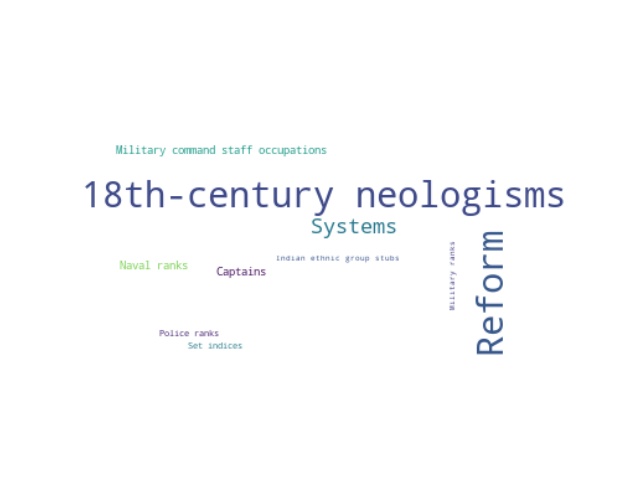 Military command staff occupations
18th-century neologisms
Systems
Reform
Military ranks
indian ethnic group stubs
Naval ranks
Captains
Police ranks
Set indices